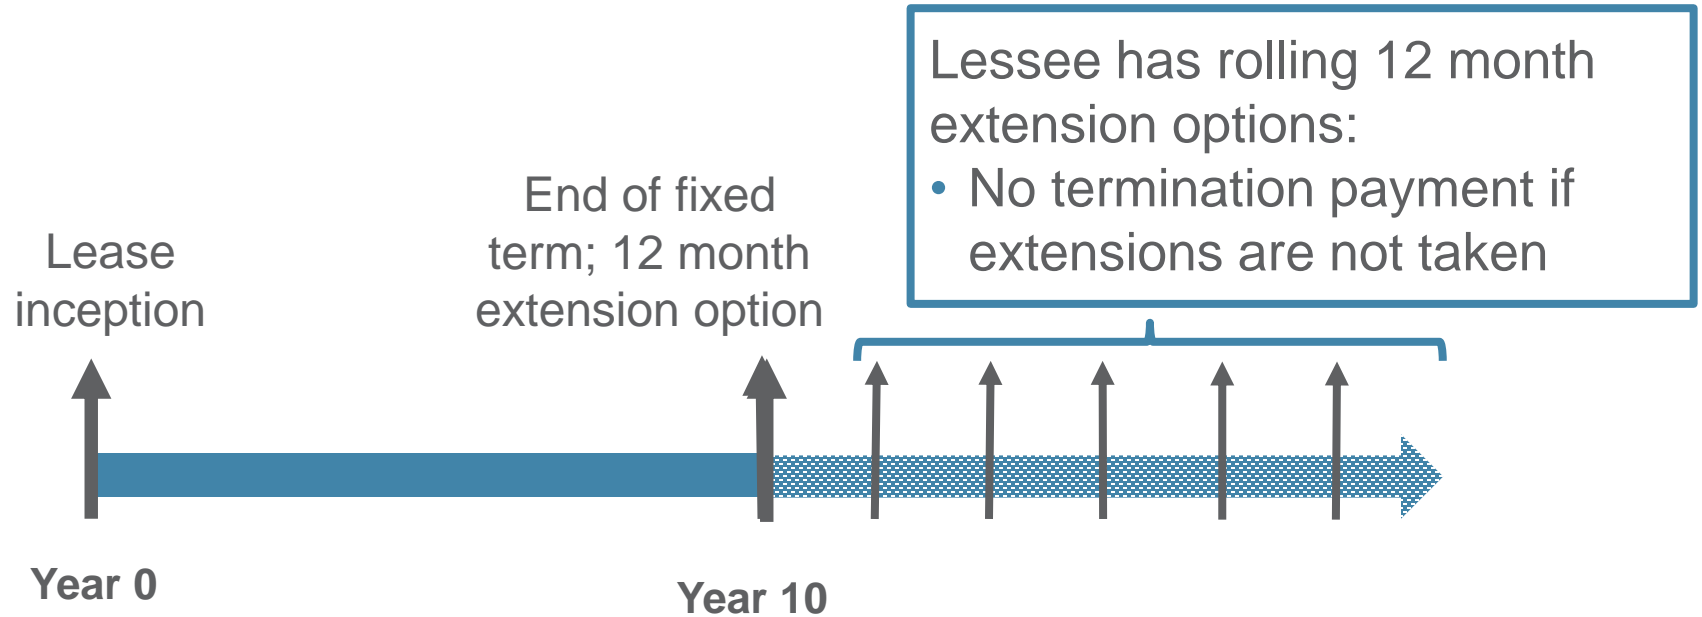 Lessee has rolling 12 month
extension options:
• No termination payment if
extensions are not taken
End of fixed
term; 12 month
extension option
Lease
inception
Year 0
Year 10